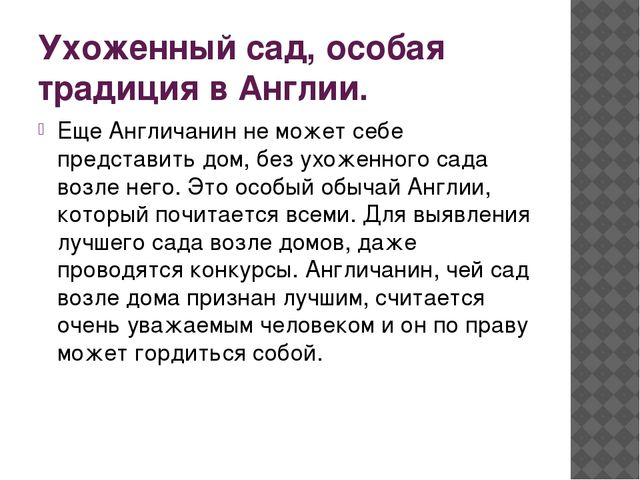 Ухоженный сад, особая
традиция в Англии.
Еще Англичанин не может себе
представить дом, без ухоженного сада
возле него. Это особый обычай Англии,
который почитается всеми. Для выявления
лучшего сада возле домов, даже
проводятся конкурсы. Англичанин, чей сад
возле дома признан лучшим, считается
очень уважаемым человеком и он по праву
может гордиться собой.